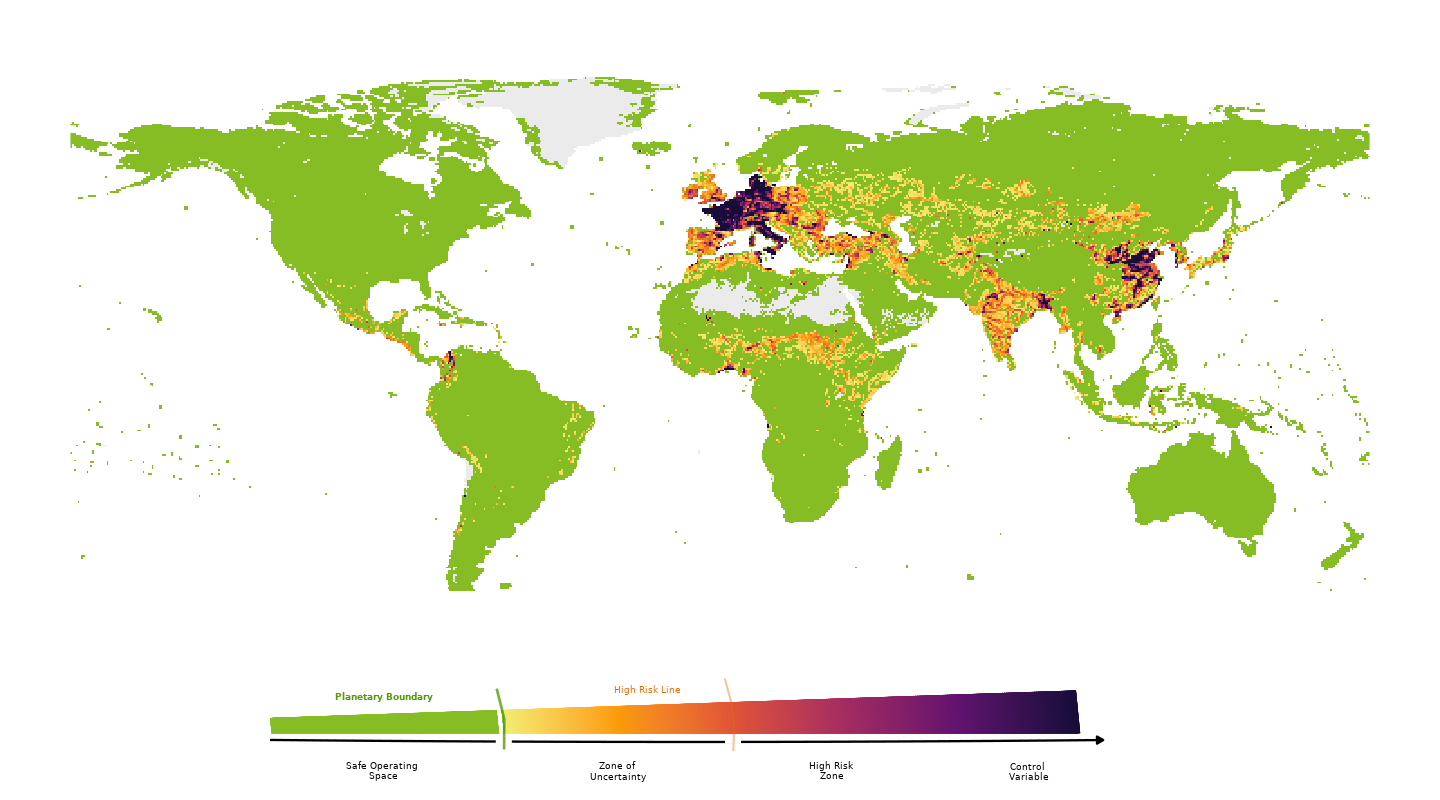 Planetary Boundary
High Risk Line
Safe Operating
Space
Zone of
Uncertainty
High Risk
Zone
Control
Variable